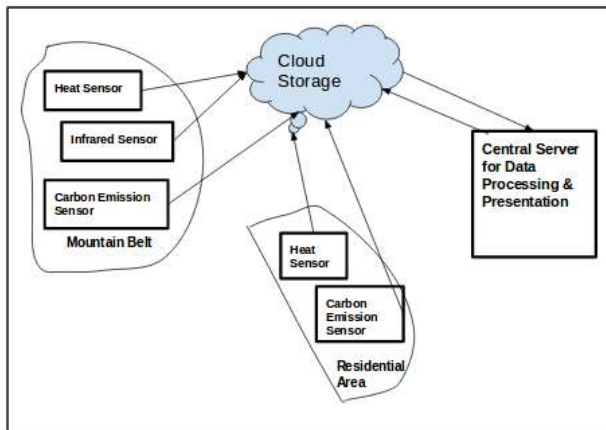 Cloud
Storage
Heat Sensor
Infrared Sensor
Carbon Emission
Sensor
Mountain Belt
Central Server
for Data
Processing &
Presentation
Heat
Sensor
Carbon
Emission
Sensor
Residential
Area